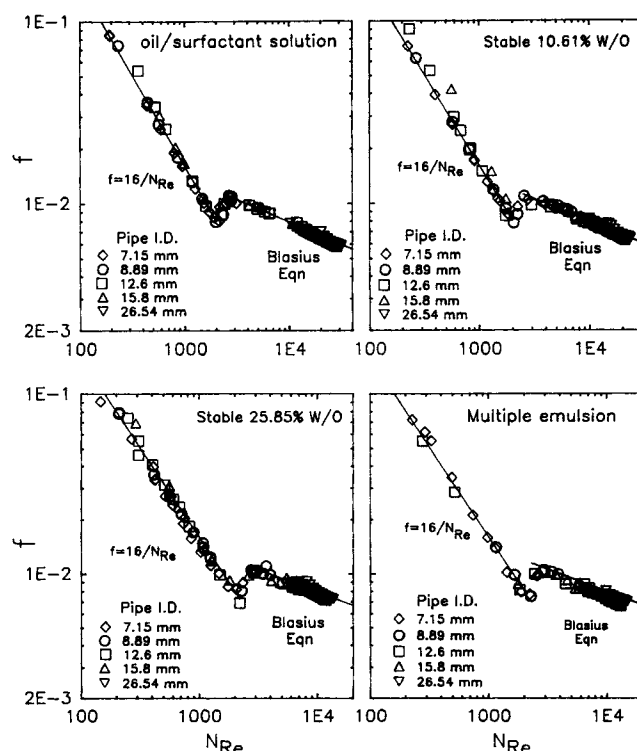 100 1000 1E4
100 1000 1E4
1E-1
oil/surfactant solution
f
f=16/N_Re
1E-2
Pipe I.D.
◇ 7.15 mm
○ 8.89 mm
□ 12.6 mm
△ 15.8 mm
▽ 26.54 mm
Blasius
Eqn
2E-3
100 1000 1E4
Stable 10.61% W/O
f=16/N_Re
Pipe I.D.
◇ 7.15 mm
○ 8.89 mm
□ 12.6 mm
△ 15.8 mm
▽ 26.54 mm
Blasius
Eqn
100 1000 1E4
1E-1
Stable 25.85% W/O
f
f=16/N_Re
1E-2
Pipe I.D.
◇ 7.15 mm
○ 8.89 mm
□ 12.6 mm
△ 15.8 mm
▽ 26.54 mm
Blasius
Eqn
2E-3
100 1000 1E4
N_Re
Multiple emulsion
f=16/N_Re
Pipe I.D.
◇ 7.15 mm
○ 8.89 mm
□ 12.6 mm
△ 15.8 mm
▽ 26.54 mm
Blasius
Eqn
100 1000 1E4
N_Re